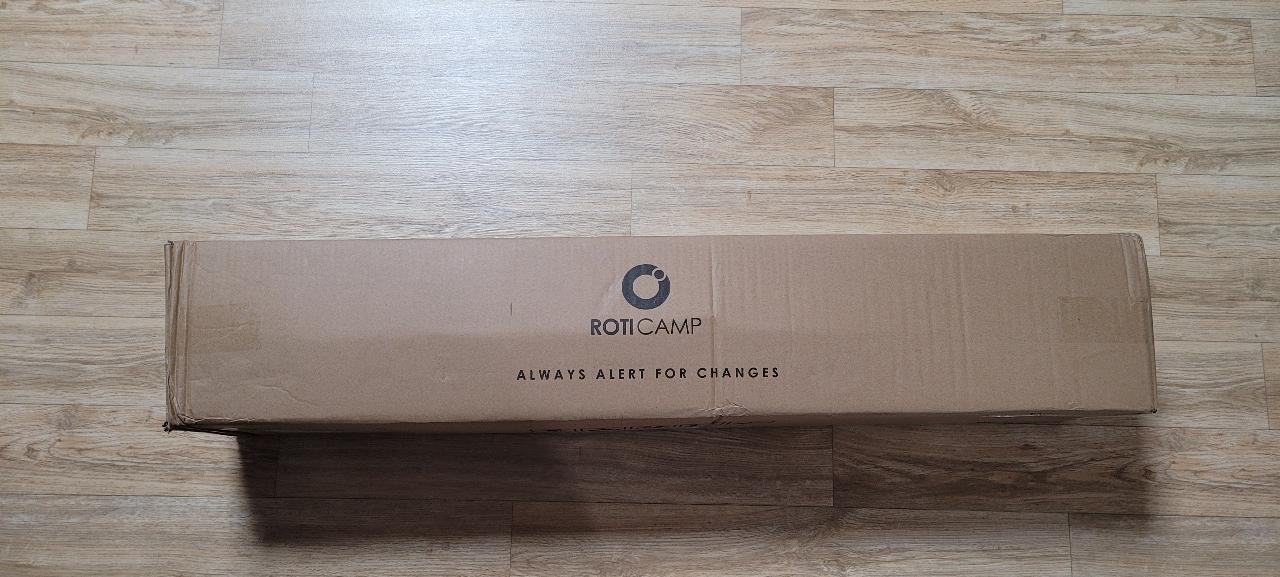 ROTICAMP
ALWAYS ALERT FOR CHANGES